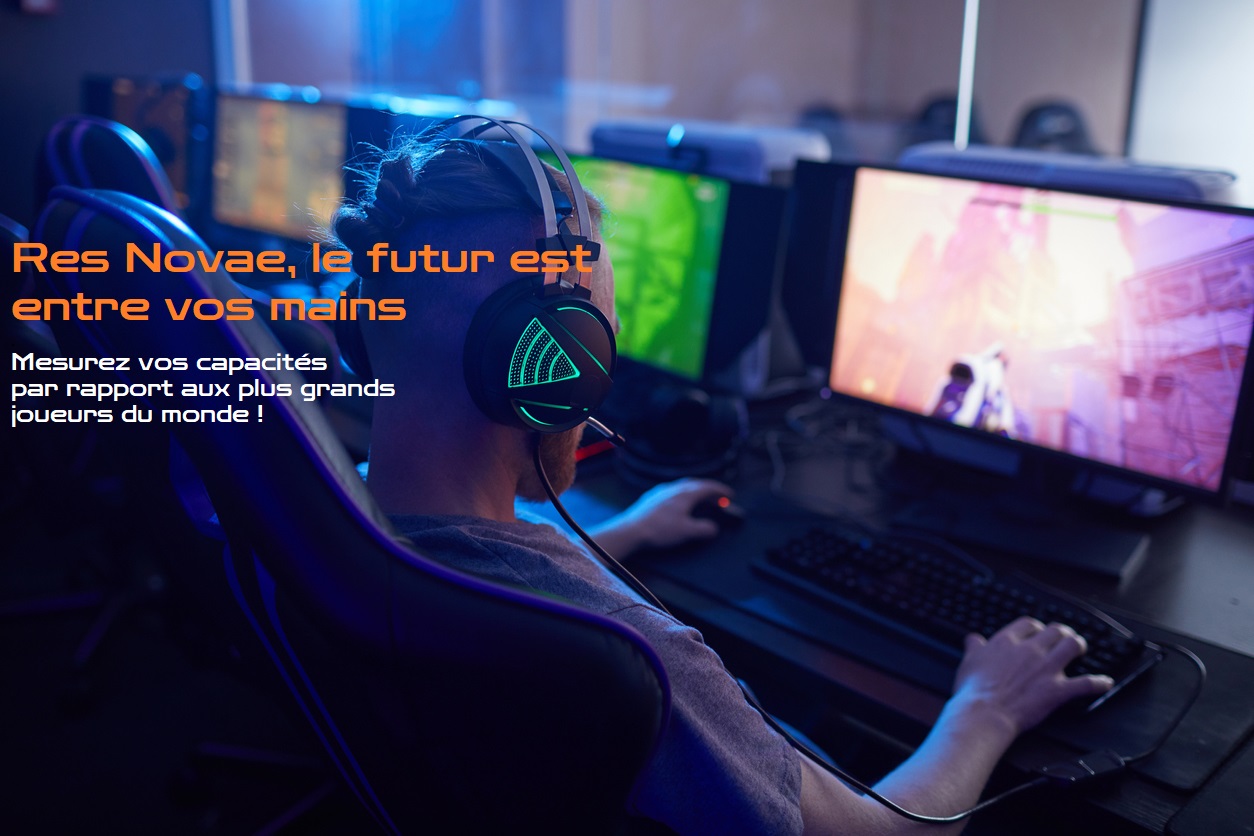 Res Novae, le futur est
entre vos mains
Mesurez vos capacités
par rapport aux plus grands
joueurs du monde !